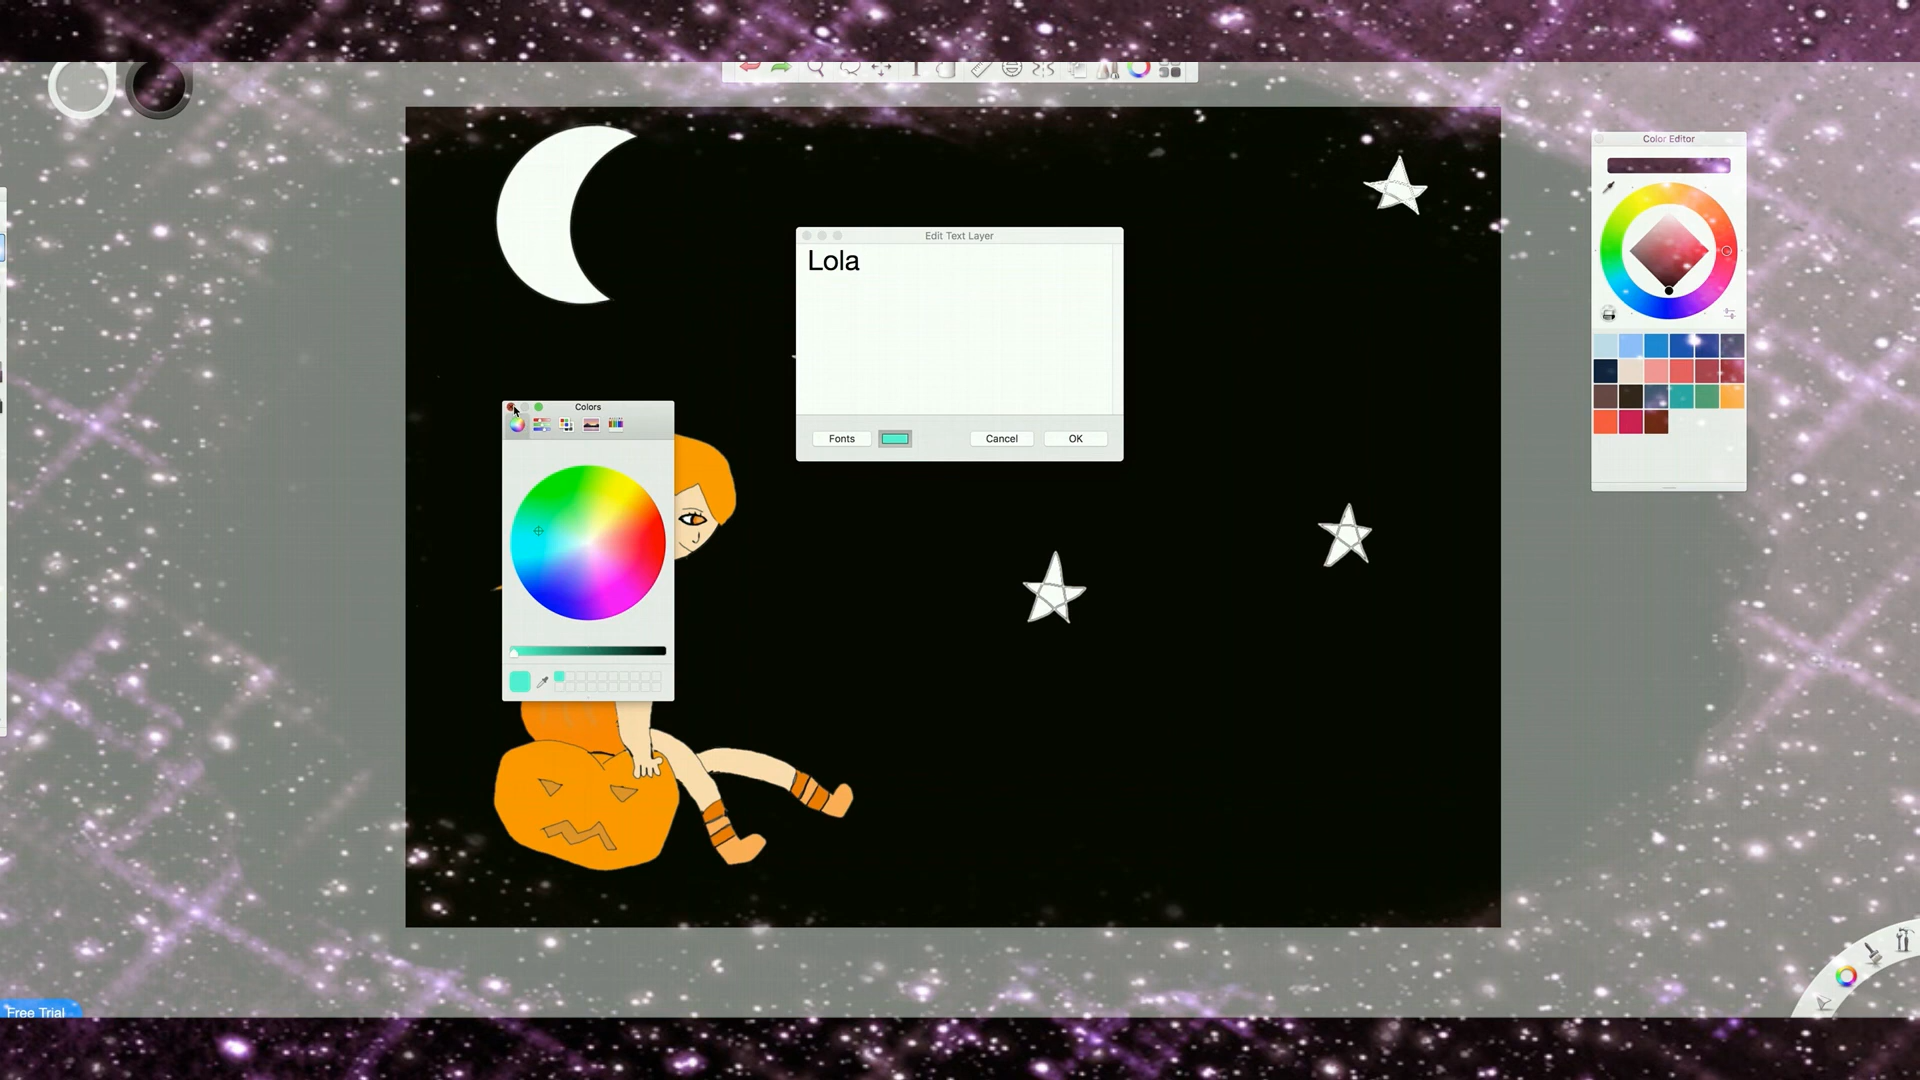 Color Editor
Edit Text Layer
Lola
Colors
Fonts
Cancel
OK
Free Trial